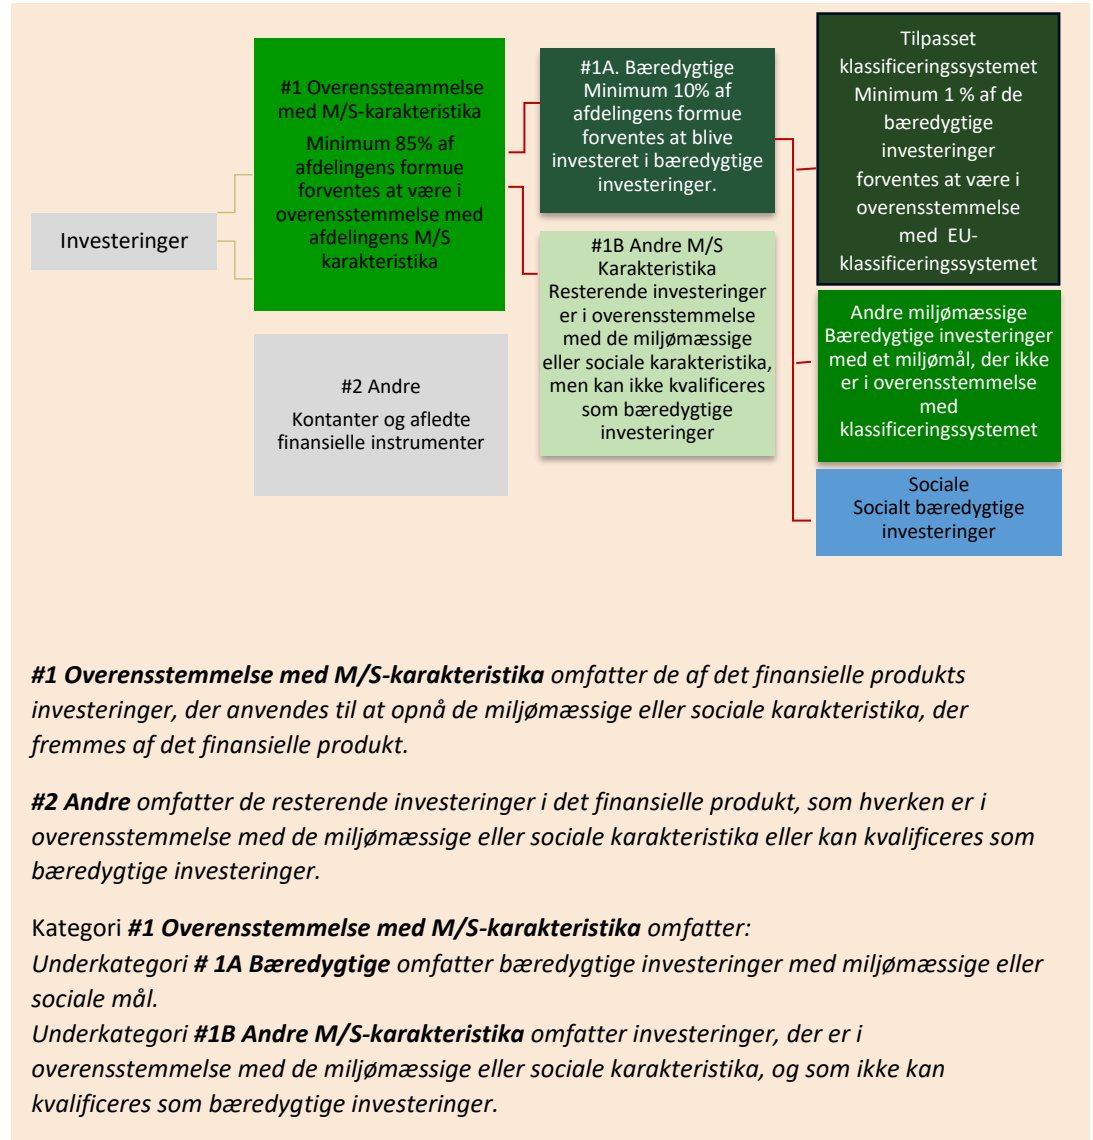 Investeringer
#1 Overenssteammelse
med M/S-karakteristika
Minimum 85% af
afdelingens formue
forventes at være i
overensstemmelse med
afdelingens M/S
karakteristika
#2 Andre
Kontanter og afledte
finansielle instrumenter
#1A. Bæredygtige
Minimum 10% af
afdelingens formue
forventes at blive
investeret i bæredygtige
investeringer.
#1B Andre M/S
Karakteristika
Resterende investeringer
er i overensstemmelse
med de miljømæssige
eller sociale karakteristika,
men kan ikke kvalificeres
som bæredygtige
investeringer
Tilpasset
klassificeringssystemet
Minimum 1 % af de
bæredygtige
investeringer
forventes at være i
overensstemmelse
med EU-
klassificeringssystemet
Andre miljømæssige
Bæredygtige investeringer
med et miljømål, der ikke
er i overensstemmelse
med
klassificeringssystemet
Sociale
Socialt bæredygtige
investeringer
#1 Overensstemmelse med M/S-karakteristika omfatter de af det finansielle produkts
investeringer, der anvendes til at opnå de miljømæssige eller sociale karakteristika, der
fremmes af det finansielle produkt.
#2 Andre omfatter de resterende investeringer i det finansielle produkt, som hverken er i
overensstemmelse med de miljømæssige eller sociale karakteristika eller kan kvalificeres som
bæredygtige investeringer.
Kategori #1 Overensstemmelse med M/S-karakteristika omfatter:
Underkategori # 1A Bæredygtige omfatter bæredygtige investeringer med miljømæssige eller
sociale mål.
Underkategori #1B Andre M/S-karakteristika omfatter investeringer, der er i
overensstemmelse med de miljømæssige eller sociale karakteristika, og som ikke kan
kvalificeres som bæredygtige investeringer.